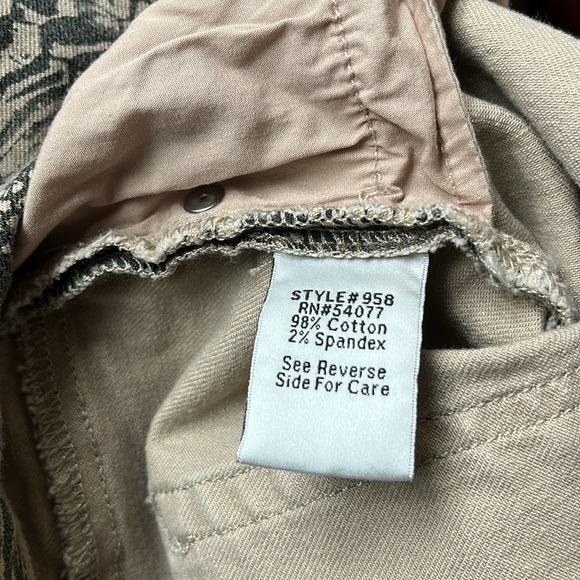 STYLE# 958
RN#54077
98% Cotton
2% Spandex
See Reverse
Side For Care